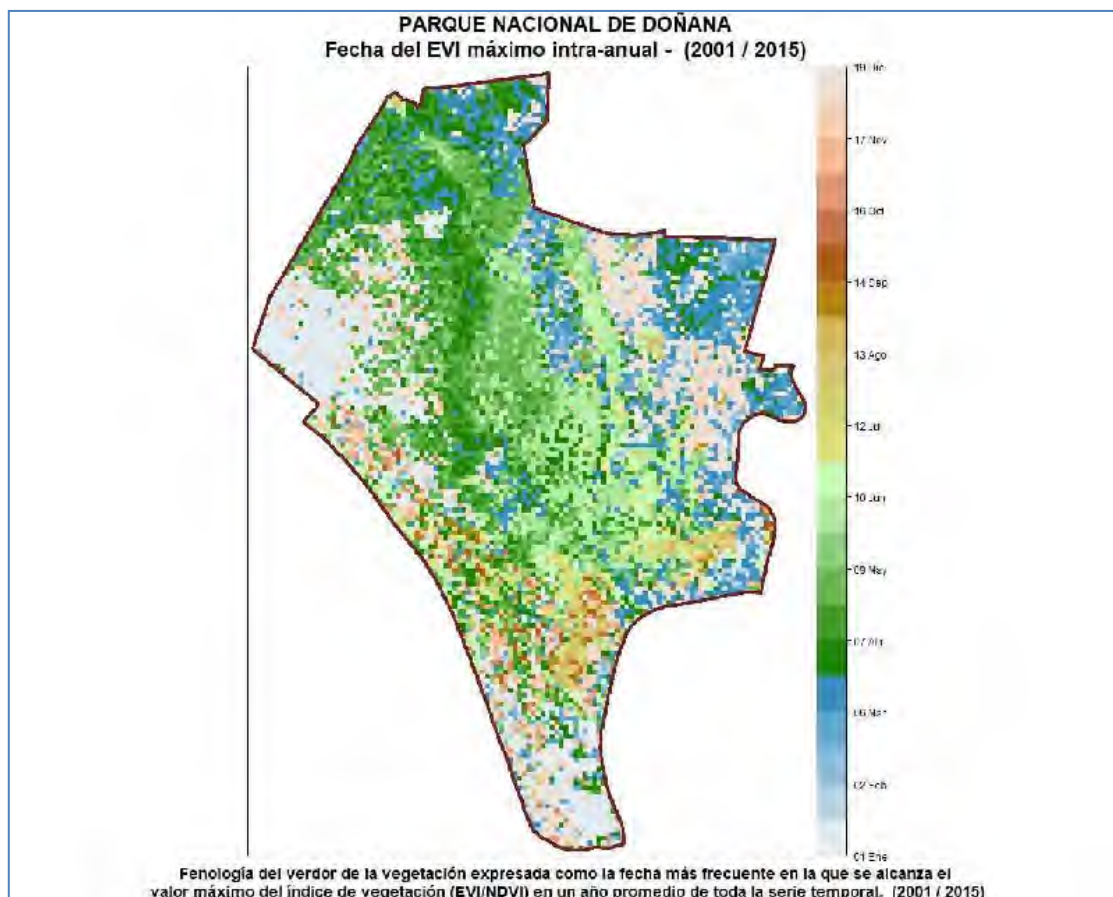 PARQUE NACIONAL DE DOÑANA
Fecha del EVI máximo intra-anual - (2001 / 2015)
19 Dic
17 Nov
16 Oct
14 Sep
13 Ago
12 Jul
10 Jun
09 May
07 Abr
06 Mar
02 Feb
01 Ene
Fenología del verdor de la vegetación expresada como la fecha más frecuente en la que se alcanza el
valor máximo del índice de vegetación (EVI/NDVI) en un año promedio de toda la serie temporal. (2001 / 2015)